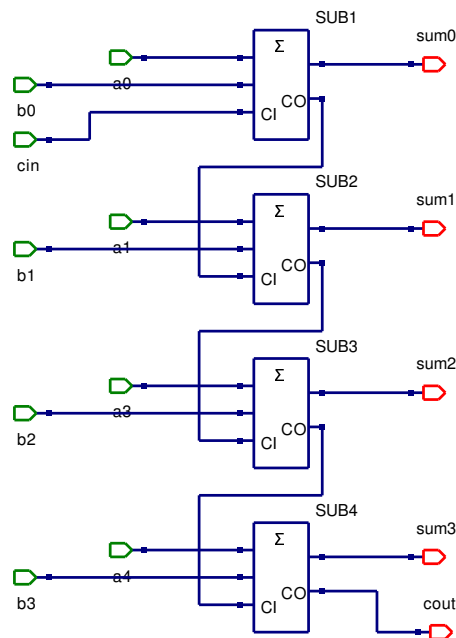 SUB1
sum0
Σ
a0
b0
CO
CI
cin
SUB2
sum1
Σ
a1
b1
CO
CI
SUB3
sum2
Σ
a3
b2
CO
CI
SUB4
sum3
Σ
a4
b3
CO
CI
cout